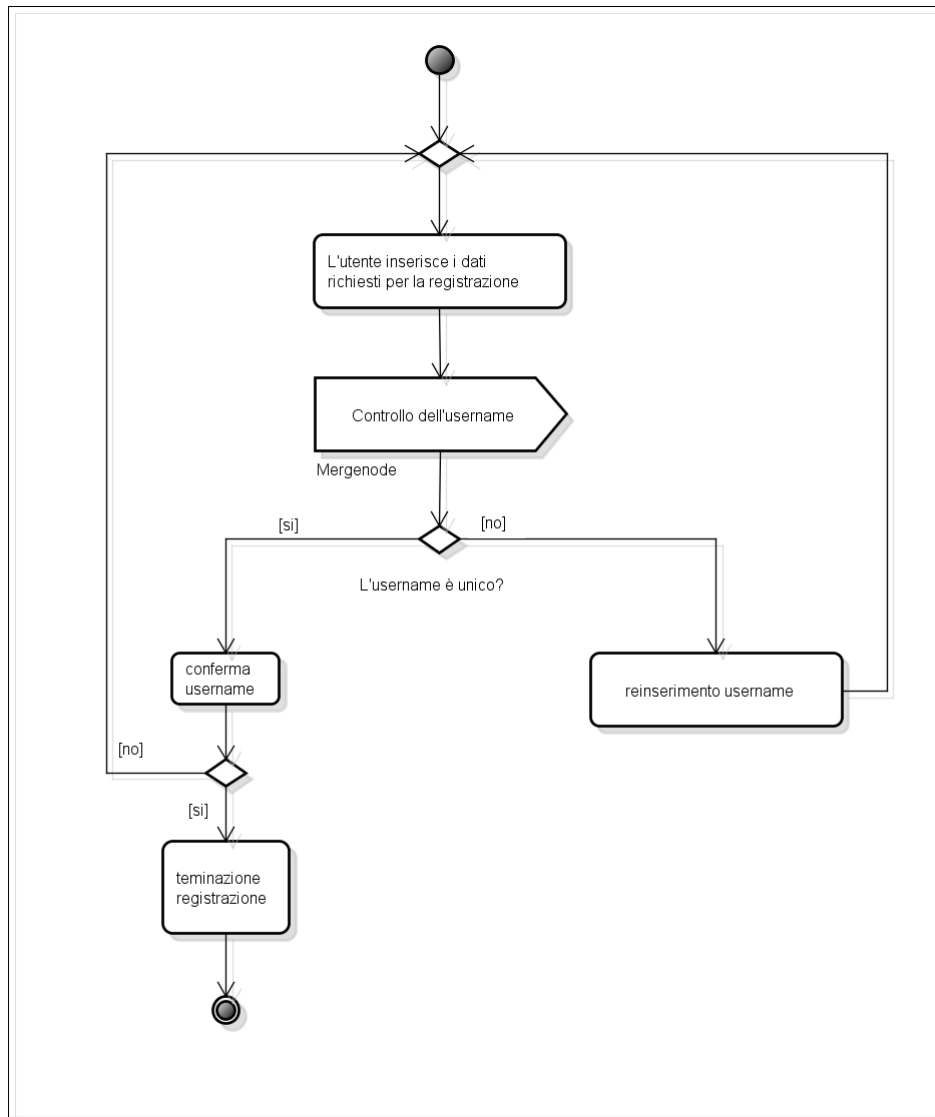 L'utente inserisce i dati
richiesti per la registrazione
Controllo dell'username
Mergenode
[si]
[no]
L'username è unico?
conferma
username
reinserimento username
[no]
[si]
teminazione
registrazione